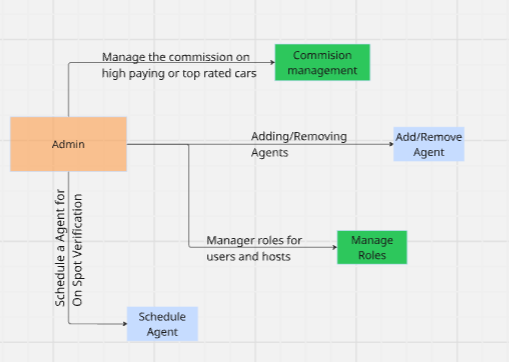 Manage the commission on
high paying or top rated cars
Commision
management
Admin
Adding/Removing
Agents
Add/Remove
Agent
Schedule a Agent for
On Spot Verification
Manager roles for
users and hosts
Manage
Roles
Schedule
Agent